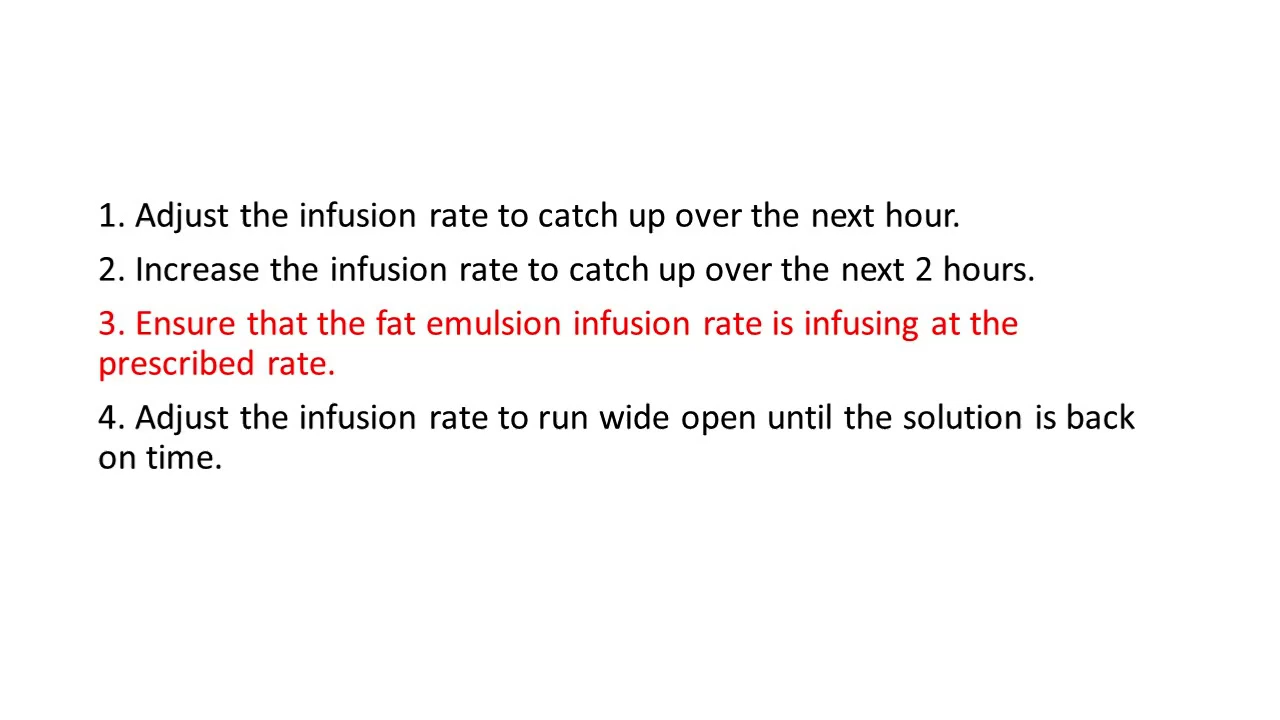 1. Adjust the infusion rate to catch up over the next hour.
2. Increase the infusion rate to catch up over the next 2 hours.
3. Ensure that the fat emulsion infusion rate is infusing at the
prescribed rate.
4. Adjust the infusion rate to run wide open until the solution is back
on time.